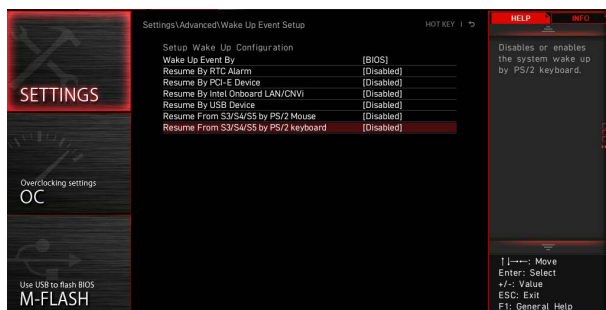 Settings\Advanced\Wake Up Event Setup
HOT KEY |
HELP
INFO
SETTINGS
Overclocking settings
OC
Use USB to flash BIOS
M-FLASH
Setup Wake Up Configuration
Wake Up Event By [BIOS]
Resume By RTC Alarm [Disabled]
Resume By PCI-E Device [Disabled]
Resume By Intel Onboard LAN/CNVi [Disabled]
Resume By USB Device [Disabled]
Resume From S3/S4/S5 by PS/2 Mouse [Disabled]
Resume From S3/S4/S5 by PS/2 keyboard [Disabled]
Disables or enables
the system wake up
by PS/2 keyboard.
↑↓→←: Move
Enter: Select
+/-: Value
ESC: Exit
F1: General Help